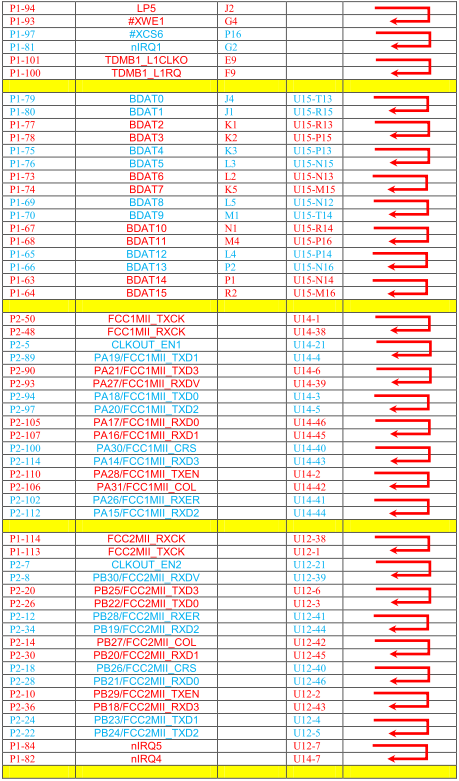 P1-94 LP5 J2
P1-93 #XWE1 G4
P1-97 #XCS6 P16
P1-81 nIRQ1 G2
P1-101 TDMB1_L1CLKO E9
P1-100 TDMB1_L1RQ F9
P1-79 BDAT0 J4 U15-T13
P1-80 BDAT1 J1 U15-R15
P1-77 BDAT2 K1 U15-R13
P1-78 BDAT3 K2 U15-P15
P1-75 BDAT4 K3 U15-P13
P1-76 BDAT5 L3 U15-N15
P1-73 BDAT6 L2 U15-N13
P1-74 BDAT7 K5 U15-M15
P1-69 BDAT8 L5 U15-N12
P1-70 BDAT9 M1 U15-T14
P1-67 BDAT10 N1 U15-R14
P1-68 BDAT11 M4 U15-P16
P1-65 BDAT12 L4 U15-P14
P1-66 BDAT13 P2 U15-N16
P1-63 BDAT14 P1 U15-N14
P1-64 BDAT15 R2 U15-M16
P2-50 FCC1MII_TXCK U14-1
P2-48 FCC1MII_RXCK U14-38
P2-5 CLKOUT_EN1 U14-21
P2-89 PA19/FCC1MII_TXD1 U14-4
P2-90 PA21/FCC1MII_TXD3 U14-6
P2-93 PA27/FCC1MII_RXDV U14-39
P2-94 PA18/FCC1MII_TXD0 U14-3
P2-97 PA20/FCC1MII_TXD2 U14-5
P2-105 PA17/FCC1MII_RXD0 U14-46
P2-107 PA16/FCC1MII_RXD1 U14-45
P2-100 PA30/FCC1MII_CRS U14-40
P2-114 PA14/FCC1MII_RXD3 U14-43
P2-110 PA28/FCC1MII_TXEN U14-2
P2-106 PA31/FCC1MII_COL U14-42
P2-102 PA26/FCC1MII_RXER U14-41
P2-112 PA15/FCC1MII_RXD2 U14-44
P1-114 FCC2MII_RXCK U12-38
P1-113 FCC2MII_TXCK U12-1
P2-7 CLKOUT_EN2 U12-21
P2-8 PB30/FCC2MII_RXDV U12-39
P2-20 PB25/FCC2MII_TXD3 U12-6
P2-26 PB22/FCC2MII_TXD0 U12-3
P2-12 PB28/FCC2MII_RXER U12-41
P2-34 PB19/FCC2MII_RXD2 U12-44
P2-14 PB27/FCC2MII_COL U12-42
P2-30 PB20/FCC2MII_RXD1 U12-45
P2-18 PB26/FCC2MII_CRS U12-40
P2-28 PB21/FCC2MII_RXD0 U12-46
P2-10 PB29/FCC2MII_TXEN U12-2
P2-36 PB18/FCC2MII_RXD3 U12-43
P2-24 PB23/FCC2MII_TXD1 U12-4
P2-22 PB24/FCC2MII_TXD2 U12-5
P1-84 nIRQ5 U12-7
P1-82 nIRQ4 U14-7